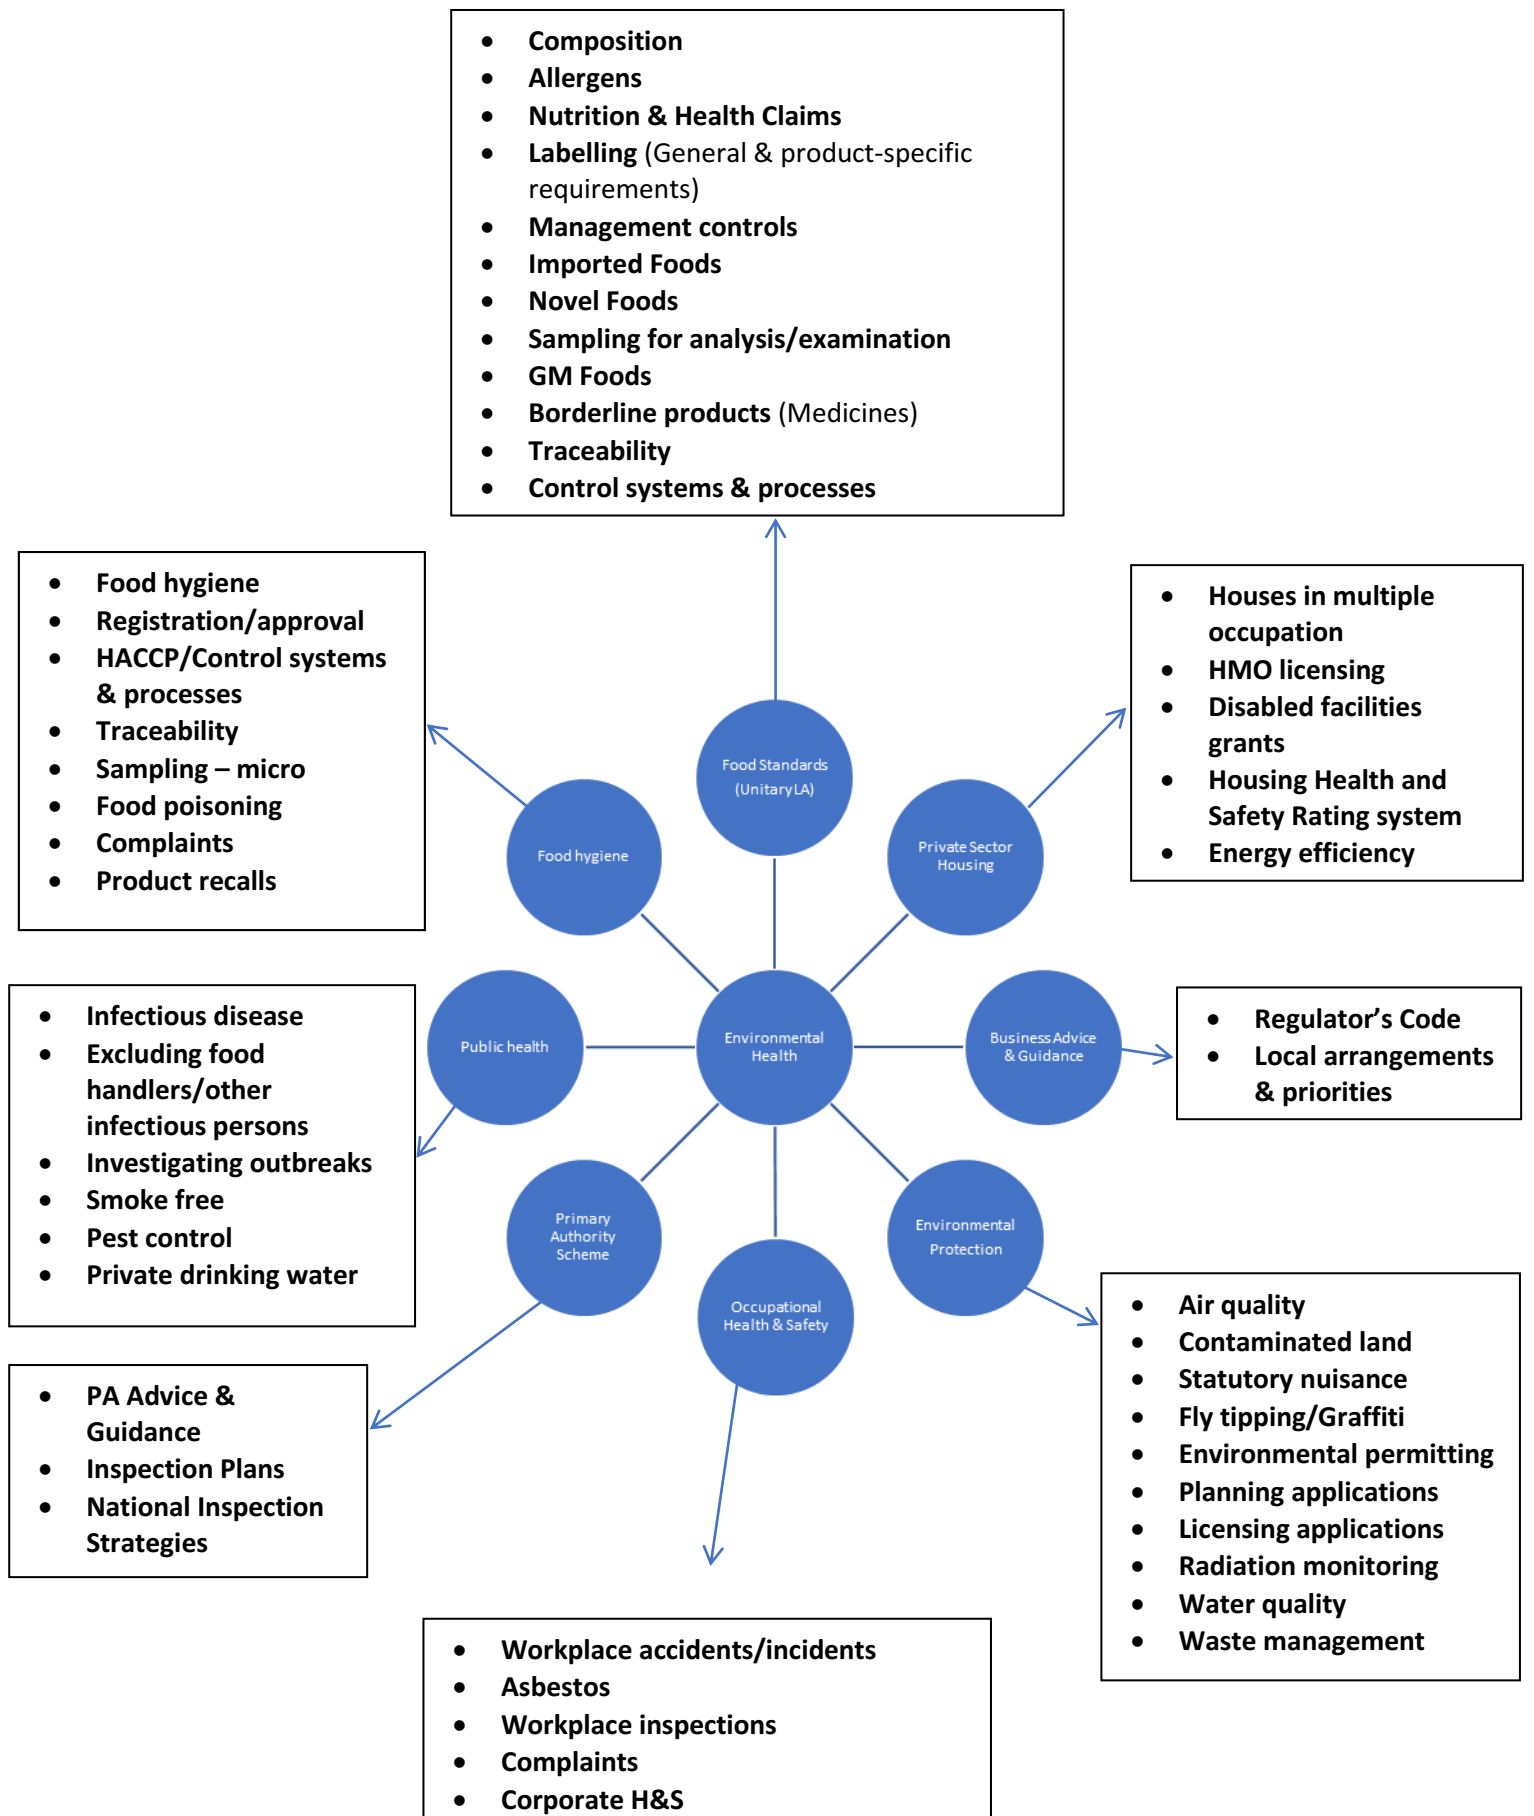 • Composition
• Allergens
• Nutrition & Health Claims
• Labelling (General & product-specific
requirements)
• Management controls
• Imported Foods
• Novel Foods
• Sampling for analysis/examination
• GM Foods
• Borderline products (Medicines)
• Traceability
• Control systems & processes
• Food hygiene
• Registration/approval
• HACCP/Control systems
& processes
• Traceability
• Sampling – micro
• Food poisoning
• Complaints
• Product recalls
• Houses in multiple
occupation
• HMO licensing
• Disabled facilities
grants
• Housing Health and
Safety Rating system
• Energy efficiency
Food Standards
(Unitary LA)
Food hygiene
Private Sector
Housing
• Infectious disease
• Excluding food
handlers/other
infectious persons
• Investigating outbreaks
• Smoke free
• Pest control
• Private drinking water
Public health
Environmental
Health
Business Advice
& Guidance
• Regulator’s Code
• Local arrangements
& priorities
Primary
Authority
Scheme
Environmental
Protection
Occupational
Health & Safety
• PA Advice &
Guidance
• Inspection Plans
• National Inspection
Strategies
• Air quality
• Contaminated land
• Statutory nuisance
• Fly tipping/Graffiti
• Environmental permitting
• Planning applications
• Licensing applications
• Radiation monitoring
• Water quality
• Waste management
• Workplace accidents/incidents
• Asbestos
• Workplace inspections
• Complaints
• Corporate H&S